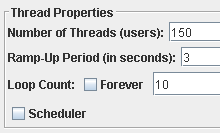 Thread Properties
Number of Threads (users): 150
Ramp-Up Period (in seconds): 3
Loop Count: Forever 10
Scheduler